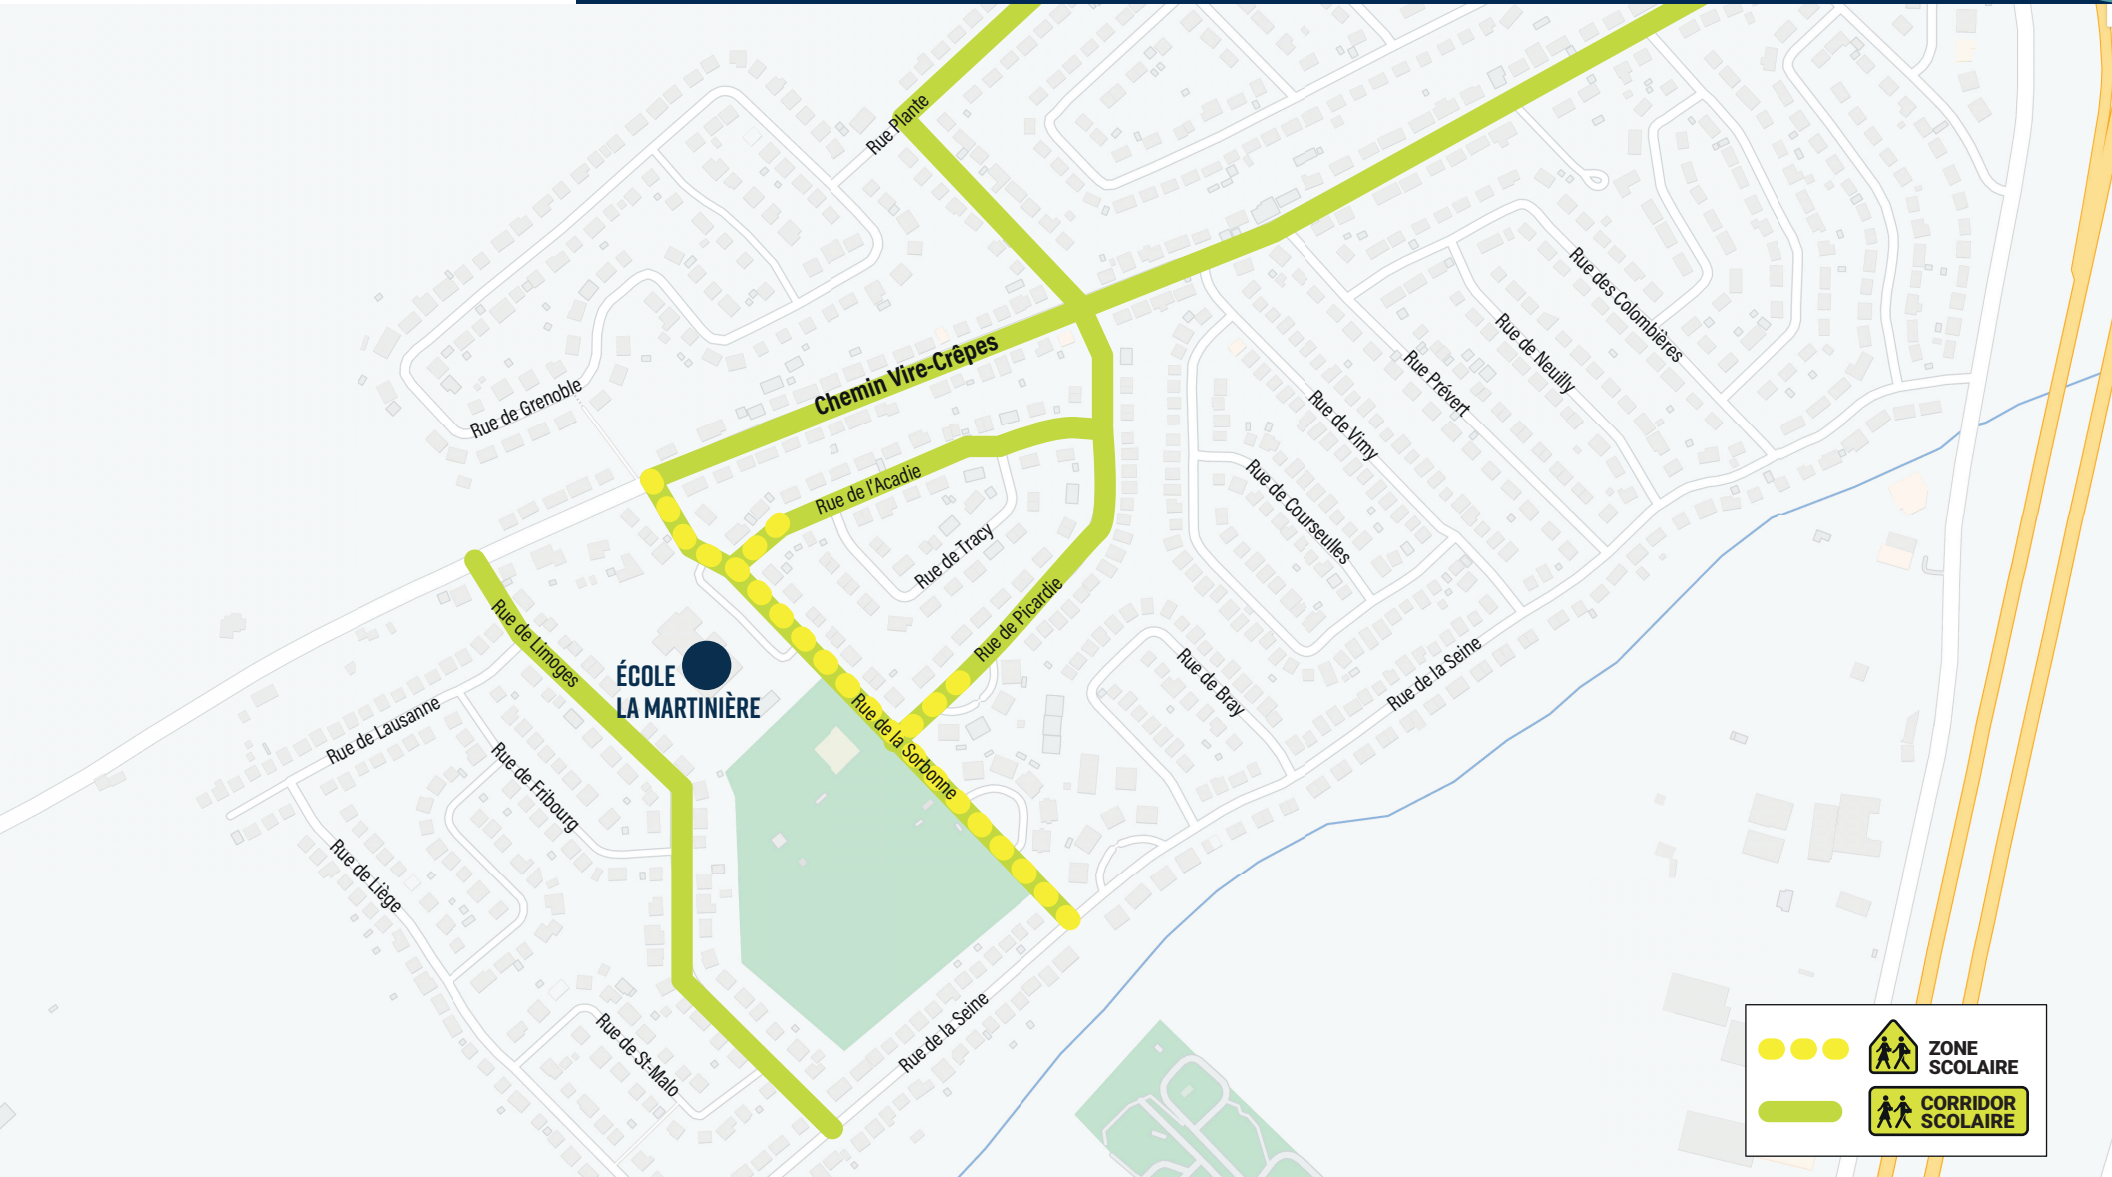 Rue Plante
Rue des Colombières
Rue de Neuilly
Chemin Vire-Crêpes
Rue Prévert
Rue de Grenoble
Rue de Vimy
Rue de l'Acadie
Rue de Courseulles
Rue de Tracy
Rue de Picardie
Rue de Limoges
ÉCOLE
LA MARTINIÈRE
Rue de Bray
Rue de la Seine
Rue de Lausanne
Rue de la Sorbonne
Rue de Fribourg
Rue de Liège
Rue de la Seine
Rue de St-Malo
ZONE
SCOLAIRE
CORRIDOR
SCOLAIRE